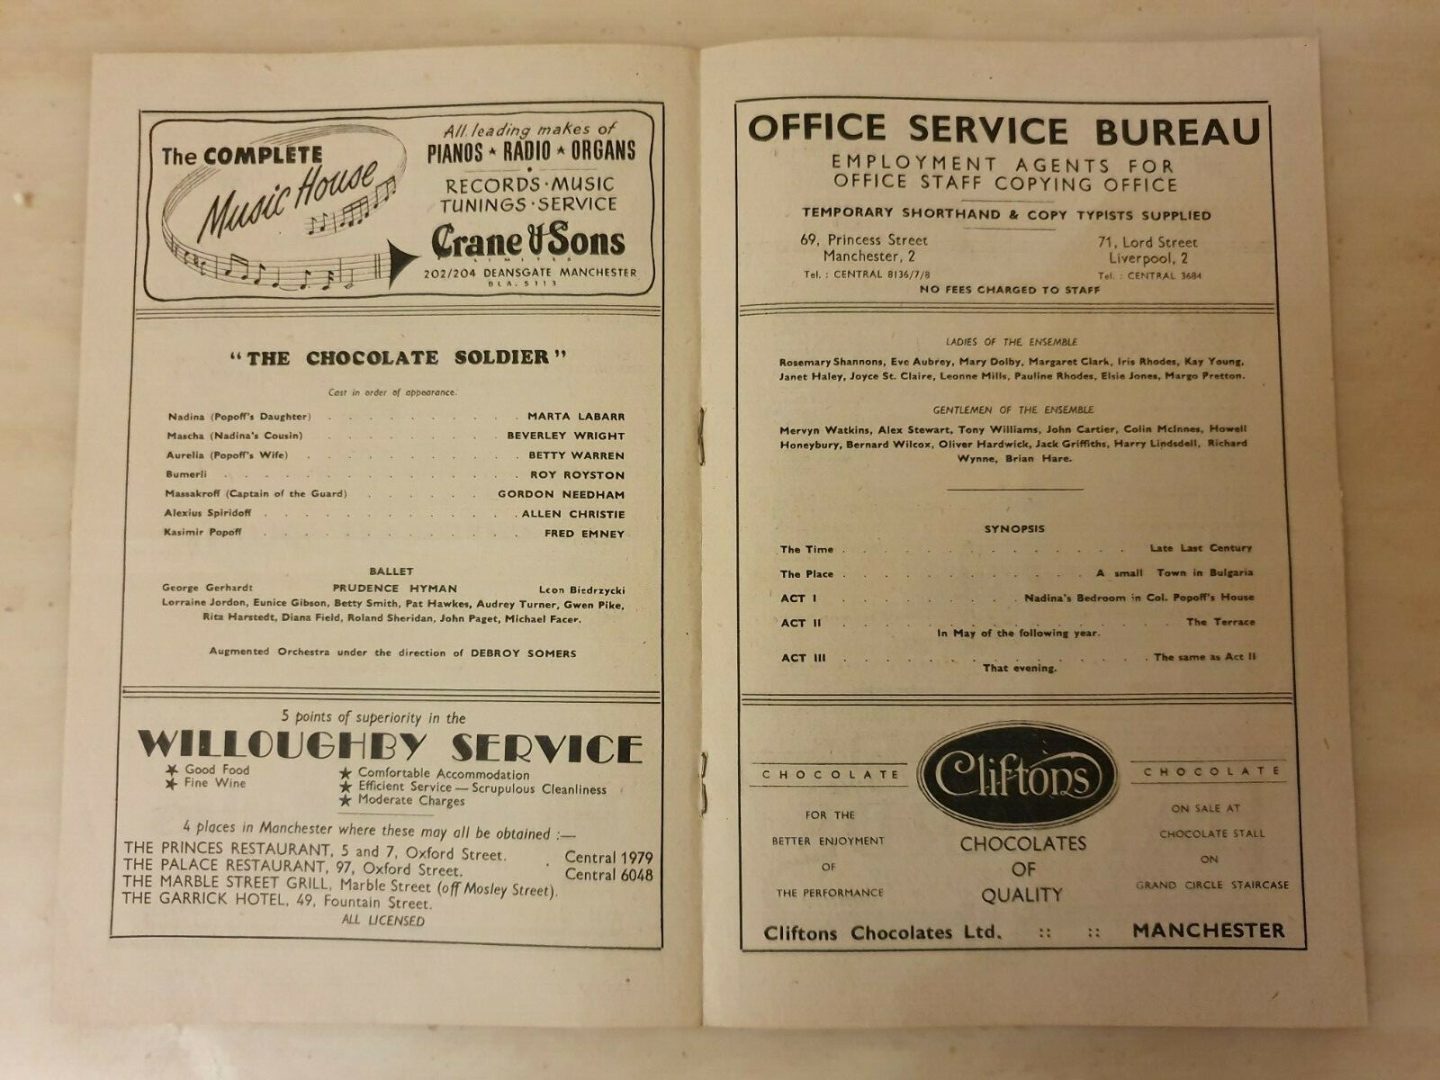 The COMPLETE
Music House
All leading makes of
PIANOS ★ RADIO ★ ORGANS
RECORDS · MUSIC
TUNINGS · SERVICE
Crane & Sons
LIMITED
202/204 DEANSGATE MANCHESTER
BLA. 5111
"THE CHOCOLATE SOLDIER"
Cast in order of appearance.
Nadina (Popoff's Daughter) . . . . . . . . . . MARTA LABARR
Mascha (Nadina's Cousin) . . . . . . . . . . BEVERLEY WRIGHT
Aurelia (Popoff's Wife) . . . . . . . . . . BETTY WARREN
Bumerli . . . . . . . . . . . . . ROY ROYSTON
Massakroff (Captain of the Guard) . . . . . . GORDON NEEDHAM
Alexius Spiridoff . . . . . . . . . . . ALLEN CHRISTIE
Kasimir Popoff . . . . . . . . . . . . FRED EMNEY
BALLET
George Gerhardt PRUDENCE HYMAN Leon Biedrzycki
Lorraine Jordon, Eunice Gibson, Betty Smith, Pat Hawkes, Audrey Turner, Gwen Pike,
Rita Harstedt, Diana Field, Roland Sheridan, John Paget, Michael Facer.
Augmented Orchestra under the direction of DEBROY SOMERS
5 points of superiority in the
WILLOUGHBY SERVICE
★ Good Food ★ Comfortable Accommodation
★ Fine Wine ★ Efficient Service — Scrupulous Cleanliness
★ Moderate Charges
4 places in Manchester where these may all be obtained :—
THE PRINCES RESTAURANT, 5 and 7, Oxford Street. Central 1979
THE PALACE RESTAURANT, 97, Oxford Street. Central 6048
THE MARBLE STREET GRILL, Marble Street (off Mosley Street).
THE GARRICK HOTEL, 49, Fountain Street.
ALL LICENSED
OFFICE SERVICE BUREAU
EMPLOYMENT AGENTS FOR
OFFICE STAFF COPYING OFFICE
TEMPORARY SHORTHAND & COPY TYPISTS SUPPLIED
69, Princess Street 71, Lord Street
Manchester, 2 Liverpool, 2
Tel. : CENTRAL 8136/7/8 Tel. : CENTRAL 3684
NO FEES CHARGED TO STAFF
LADIES OF THE ENSEMBLE
Rosemary Shannons, Eve Aubrey, Mary Dolby, Margaret Clark, Iris Rhodes, Kay Young,
Janet Haley, Joyce St. Claire, Leonne Mills, Pauline Rhodes, Elsie Jones, Margo Pretton.
GENTLEMEN OF THE ENSEMBLE
Mervyn Watkins, Alex Stewart, Tony Williams, John Cartier, Colin McInnes, Howell
Honeybury, Bernard Wilcox, Oliver Hardwick, Jack Griffiths, Harry Lindsdell, Richard
Wynne, Brian Hare.
SYNOPSIS
The Time . . . . . . . . . . . . . Late Last Century
The Place . . . . . . . . . . . A small Town in Bulgaria
ACT I . . . . . . . . Nadina's Bedroom in Col. Popoff's House
ACT II . . . . . . . . . . . . . . The Terrace
In May of the following year.
ACT III . . . . . . . . . . . . . The same as Act II
That evening.
CHOCOLATE Cliftons CHOCOLATE
FOR THE
BETTER ENJOYMENT
OF
THE PERFORMANCE
CHOCOLATES
OF
QUALITY
ON SALE AT
CHOCOLATE STALL
ON
GRAND CIRCLE STAIRCASE
Cliftons Chocolates Ltd. :: :: MANCHESTER